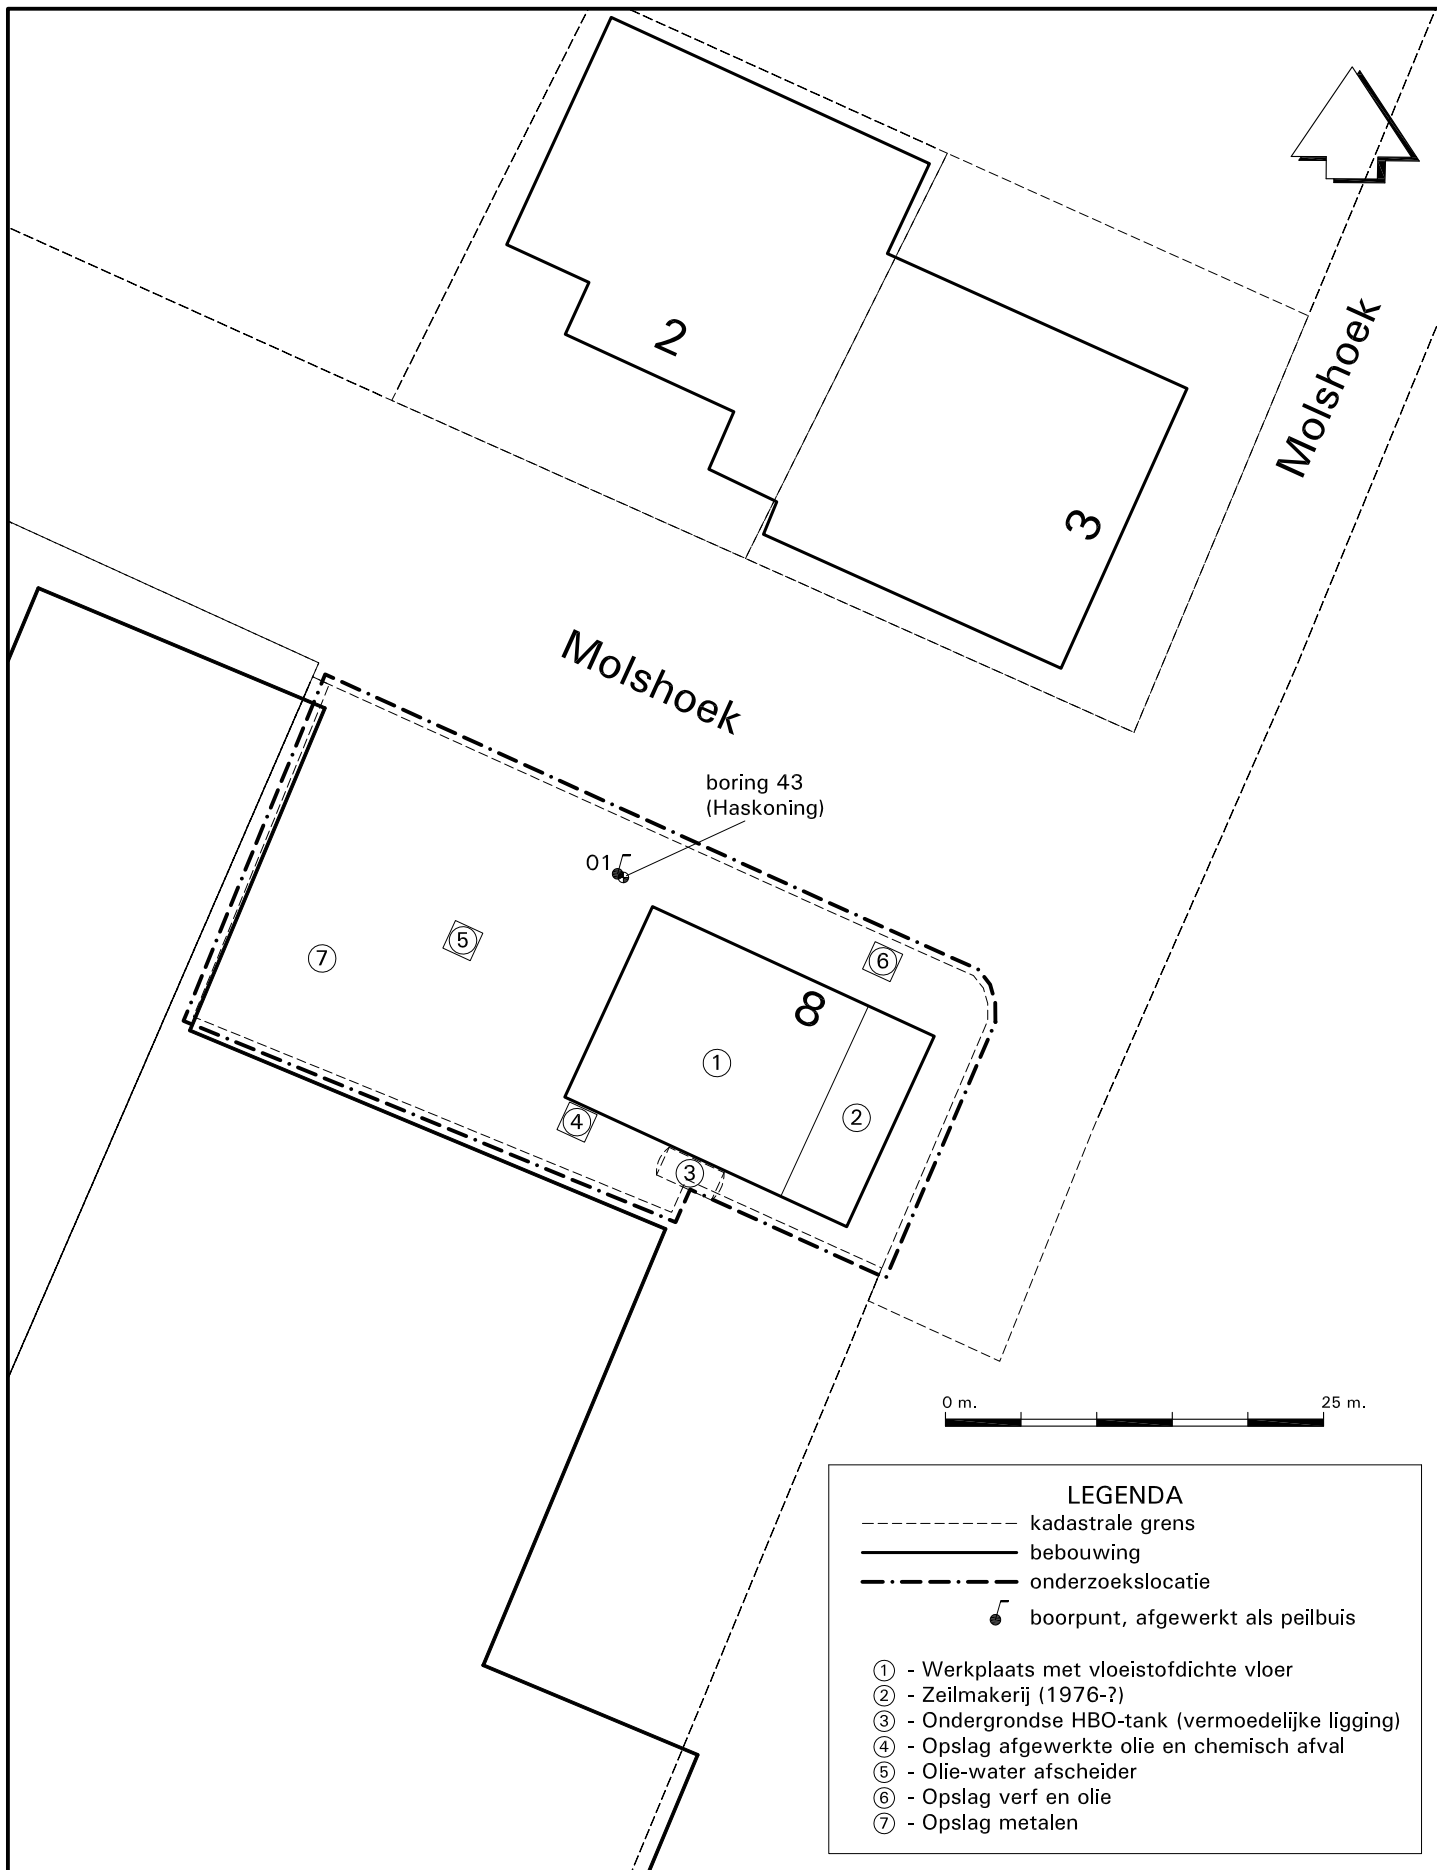 2
3
Molshoek
Molshoek
boring 43
(Haskoning)
01
5
7
6
8
1
2
4
3
0 m.
25 m.
LEGENDA
kadastrale grens
bebouwing
onderzoekslocatie
boorpunt, afgewerkt als peilbuis
1 - Werkplaats met vloeistofdichte vloer
2 - Zeilmakerij (1976-?)
3 - Ondergrondse HBO-tank (vermoedelijke ligging)
4 - Opslag afgewerkte olie en chemisch afval
5 - Olie-water afscheider
6 - Opslag verf en olie
7 - Opslag metalen